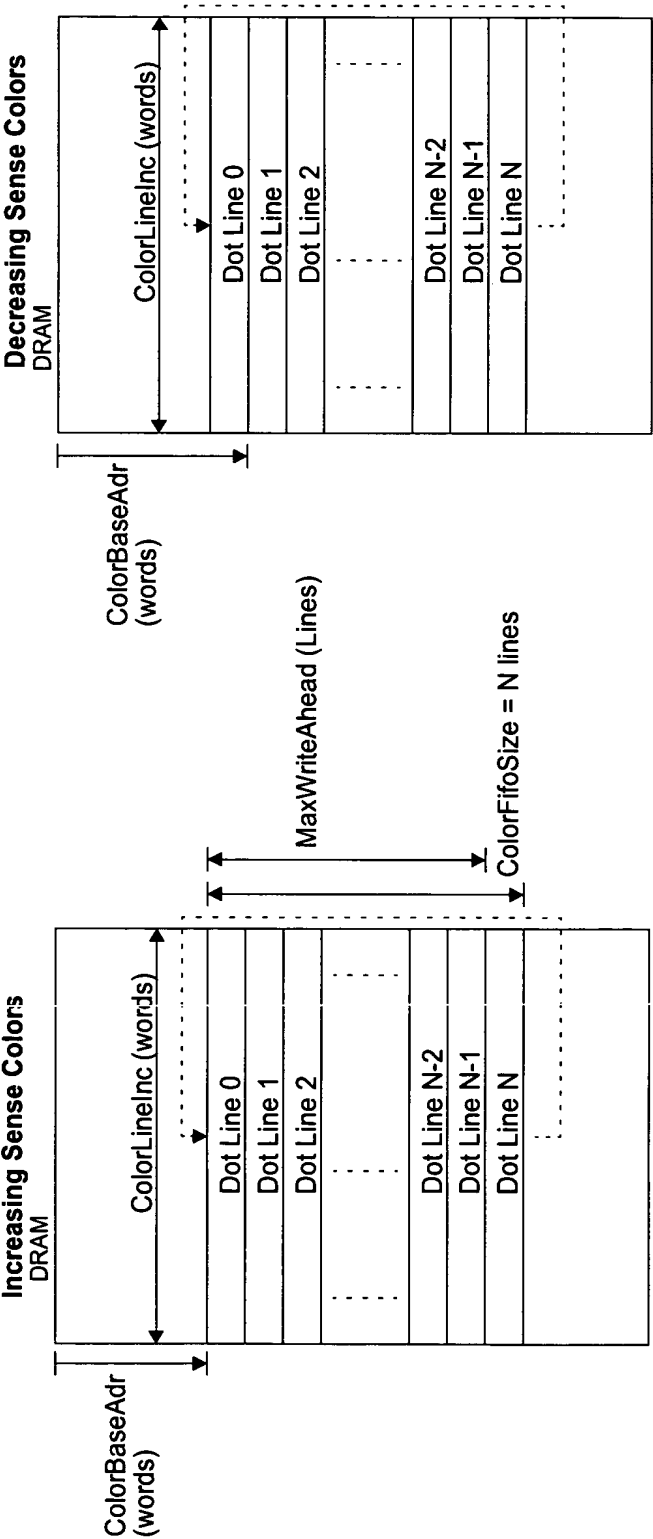 Increasing Sense Colors
DRAM
ColorBaseAdr
(words)
ColorLineInc (words)
Dot Line 0
Dot Line 1
Dot Line 2
Dot Line N-2
Dot Line N-1
Dot Line N
MaxWriteAhead (Lines)
ColorFifoSize = N lines
Decreasing Sense Colors
DRAM
ColorBaseAdr
(words)
ColorLineInc (words)
Dot Line 0
Dot Line 1
Dot Line 2
Dot Line N-2
Dot Line N-1
Dot Line N